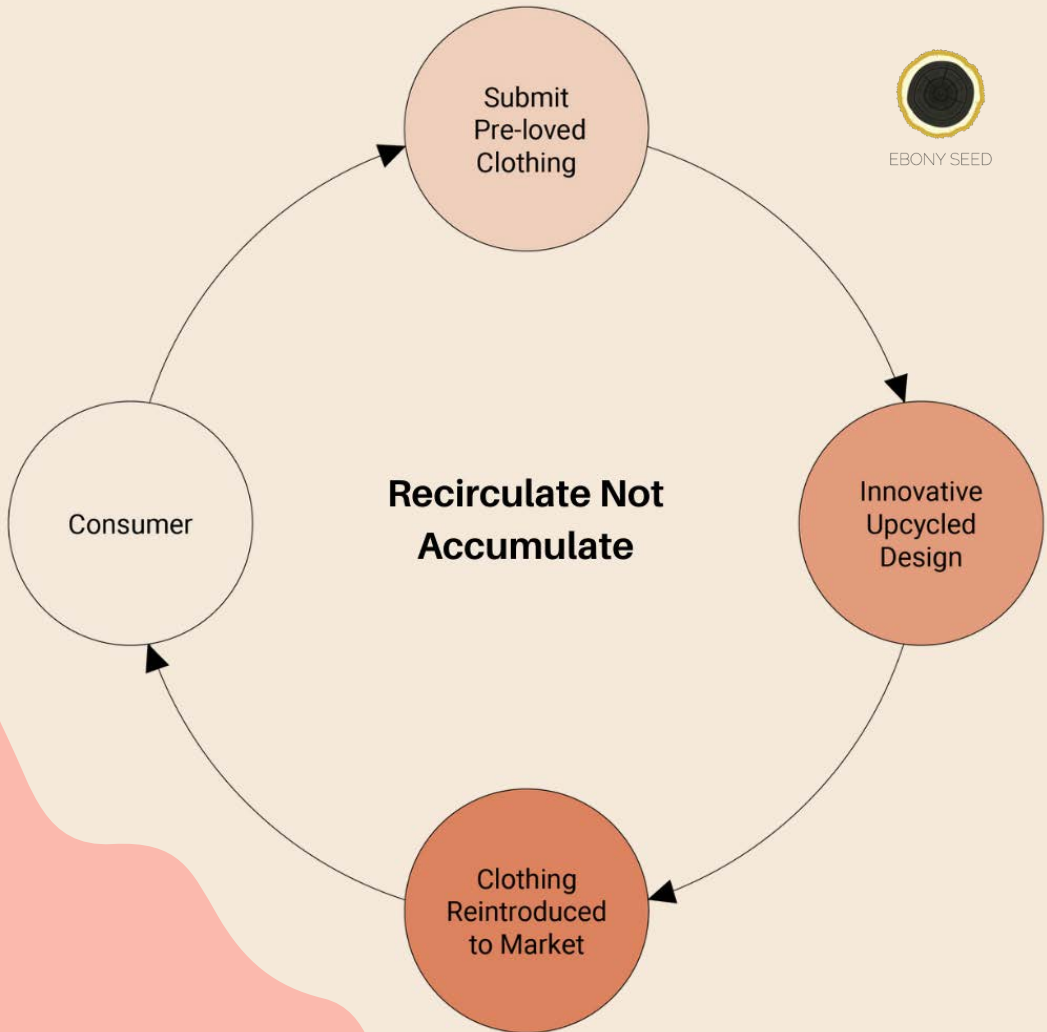 Submit
Pre-loved
Clothing
EBONY SEED
Consumer
Recirculate Not
Accumulate
Innovative
Upcycled
Design
Clothing
Reintroduced
to Market